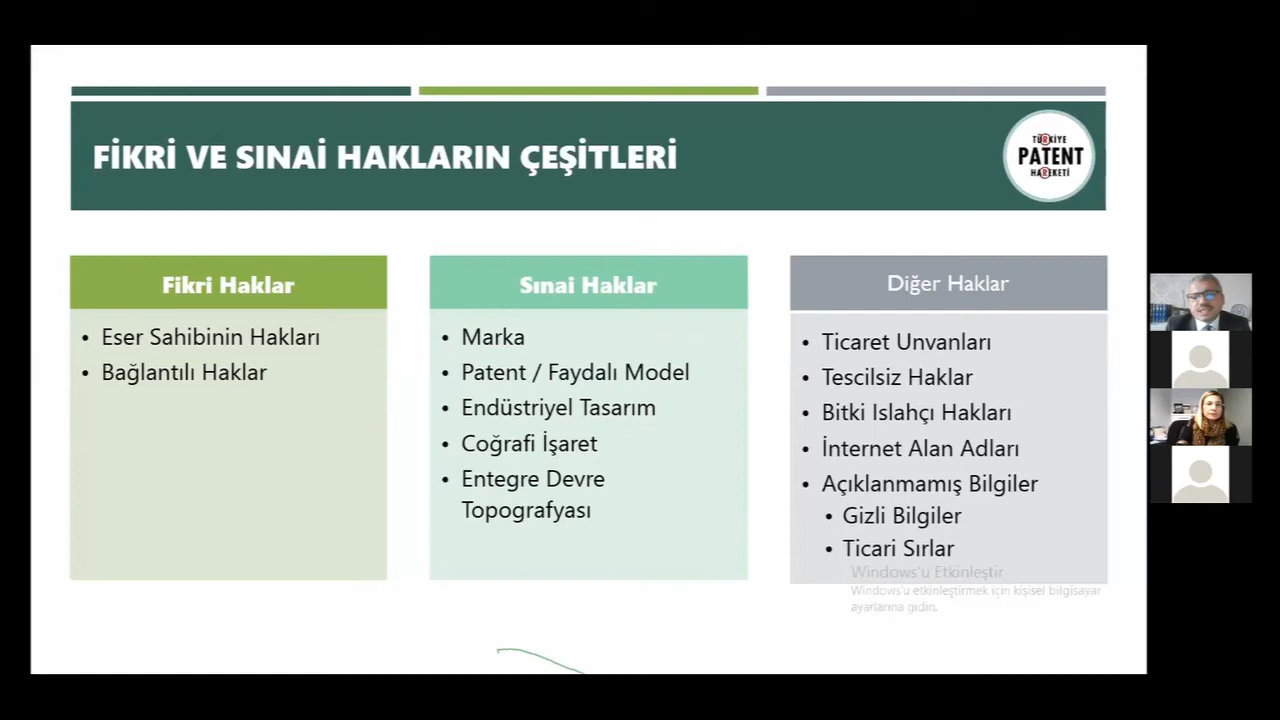 FİKRİ VE SINAİ HAKLARIN ÇEŞİTLERİ
TÜRKİYE
PATENT
HAREKETİ
Fikri Haklar
• Eser Sahibinin Hakları
• Bağlantılı Haklar
Sınai Haklar
• Marka
• Patent / Faydalı Model
• Endüstriyel Tasarım
• Coğrafi İşaret
• Entegre Devre
Topografyası
Diğer Haklar
• Ticaret Unvanları
• Tescilsiz Haklar
• Bitki Islahçı Hakları
• İnternet Alan Adları
• Açıklanmamış Bilgiler
• Gizli Bilgiler
• Ticari Sırlar
Windows'u Etkinleştir
Windows'u etkinleştirmek için kişisel bilgisayar
ayarlarına gidin.